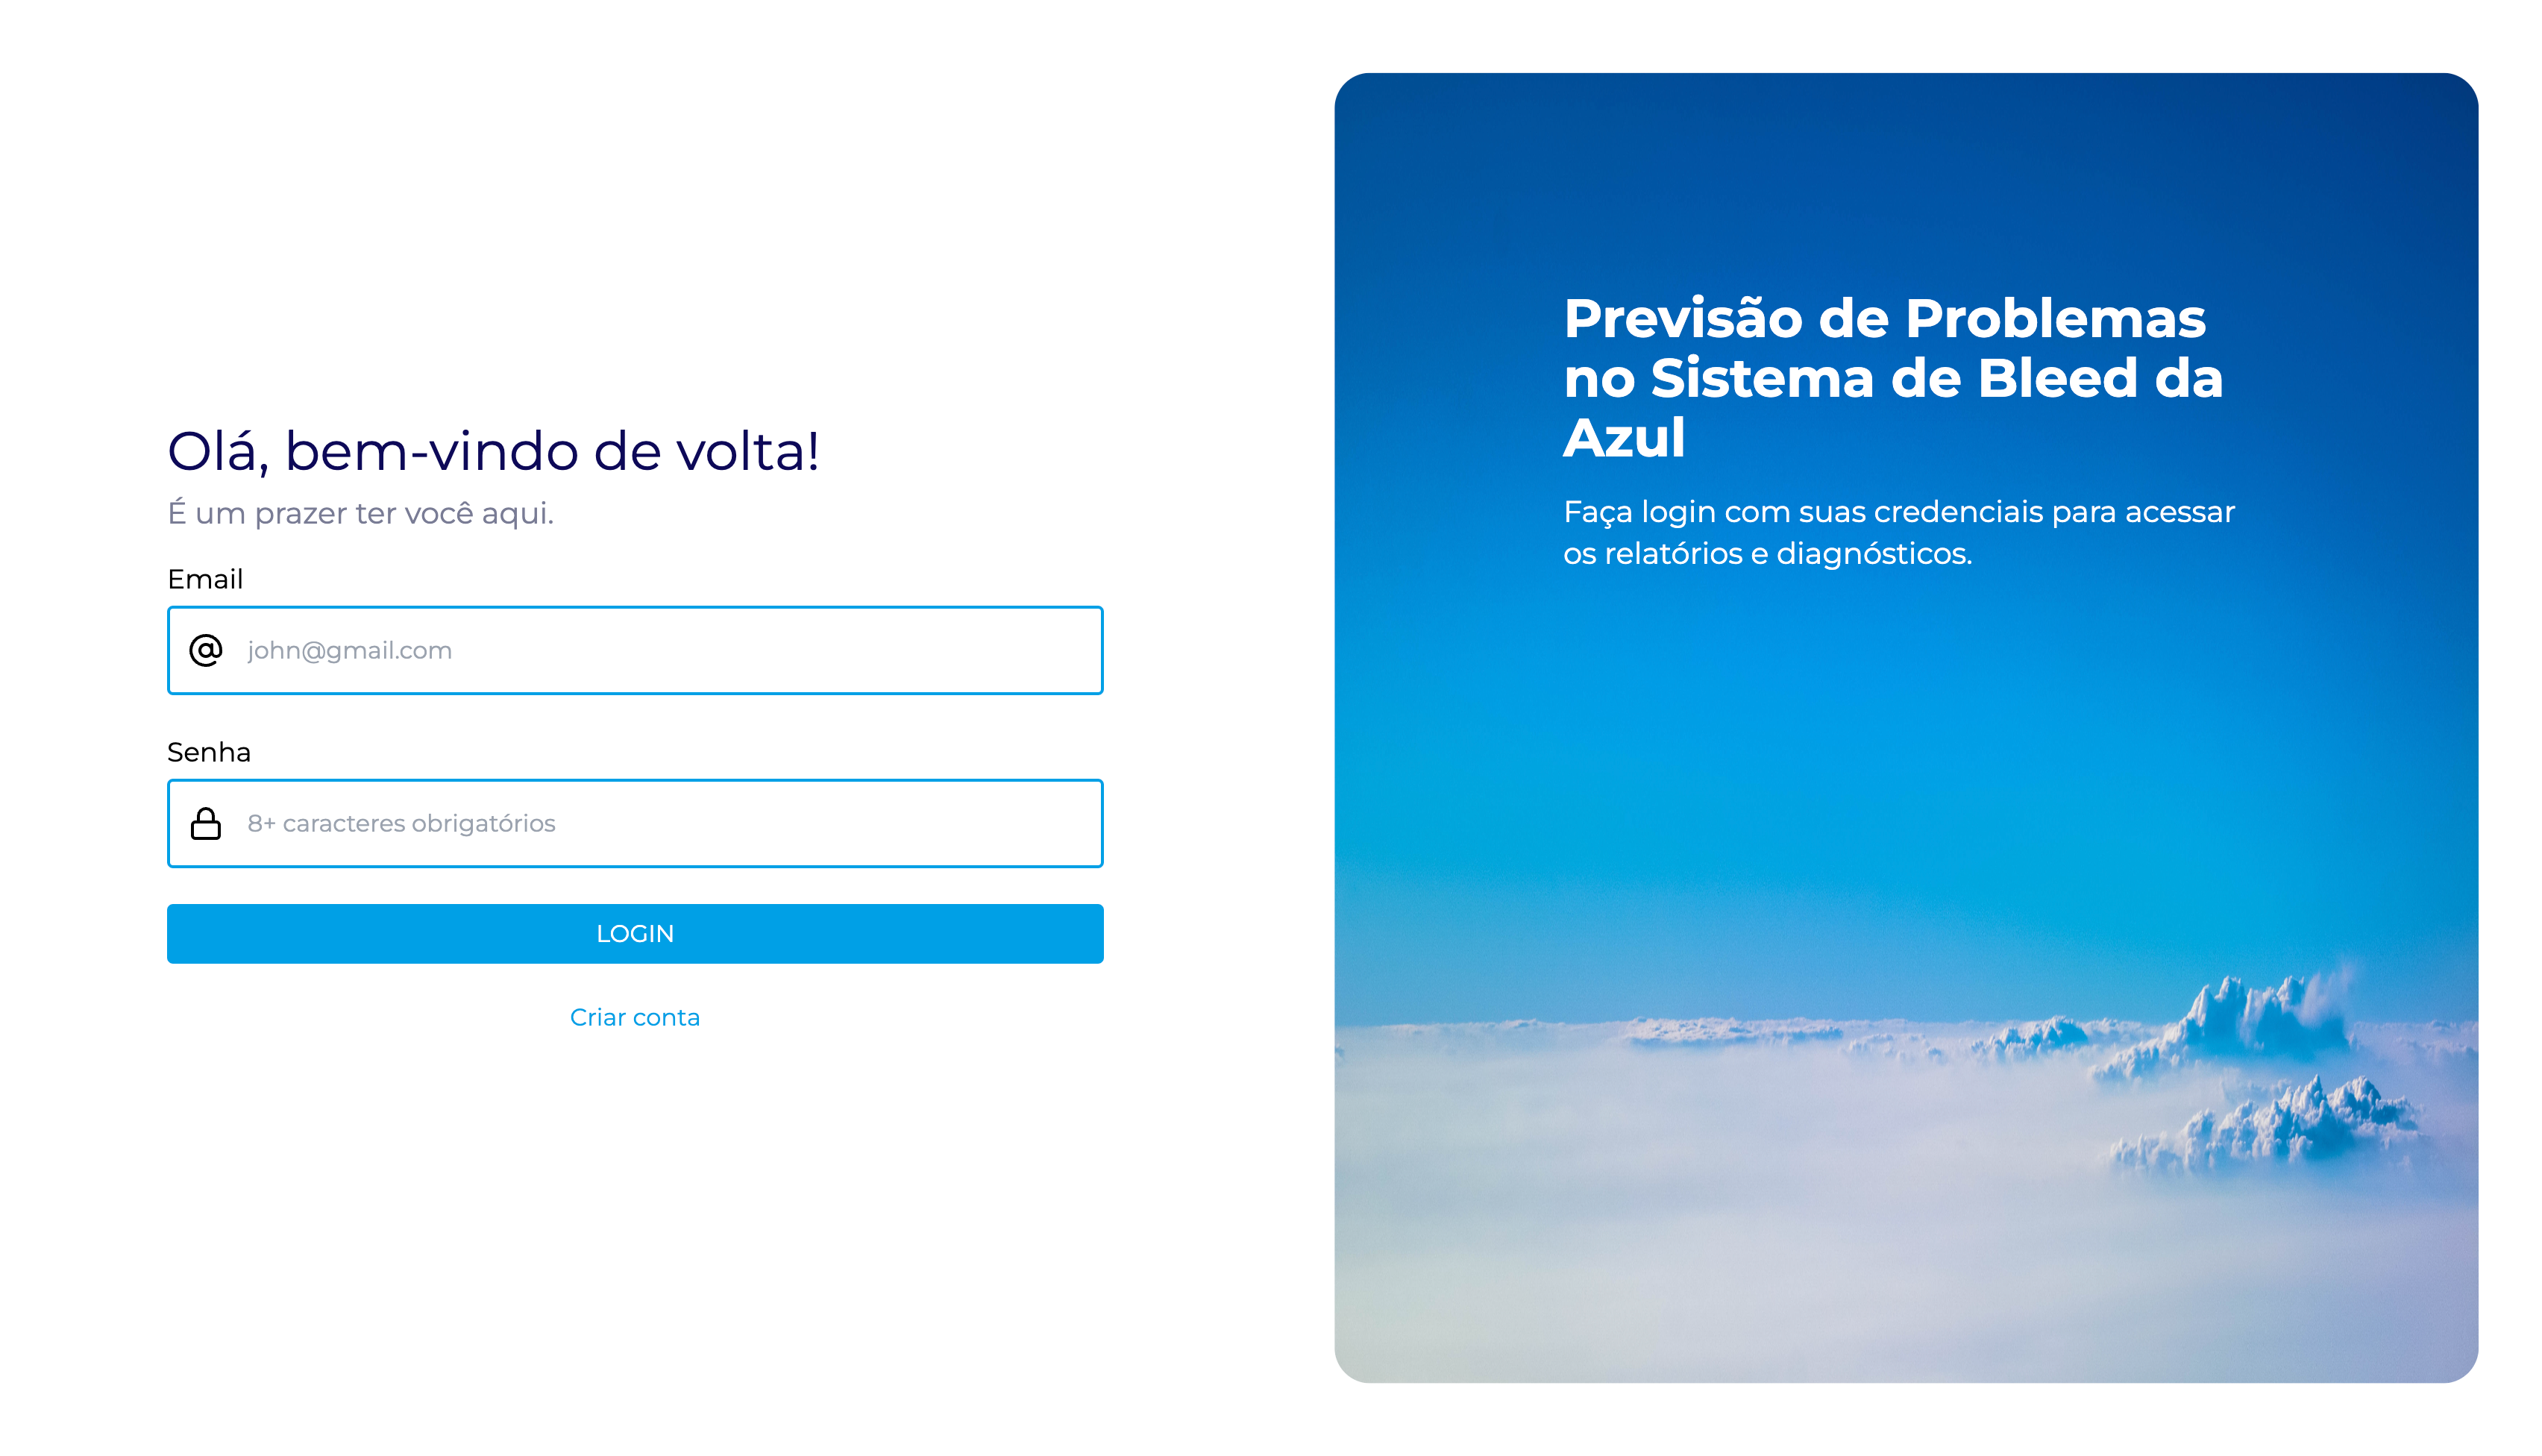 Olá, bem-vindo de volta!
É um prazer ter você aqui.
Email
@ john@gmail.com
Senha
8+ caracteres obrigatórios
LOGIN
Criar conta
Previsão de Problemas
no Sistema de Bleed da
Azul
Faça login com suas credenciais para acessar
os relatórios e diagnósticos.